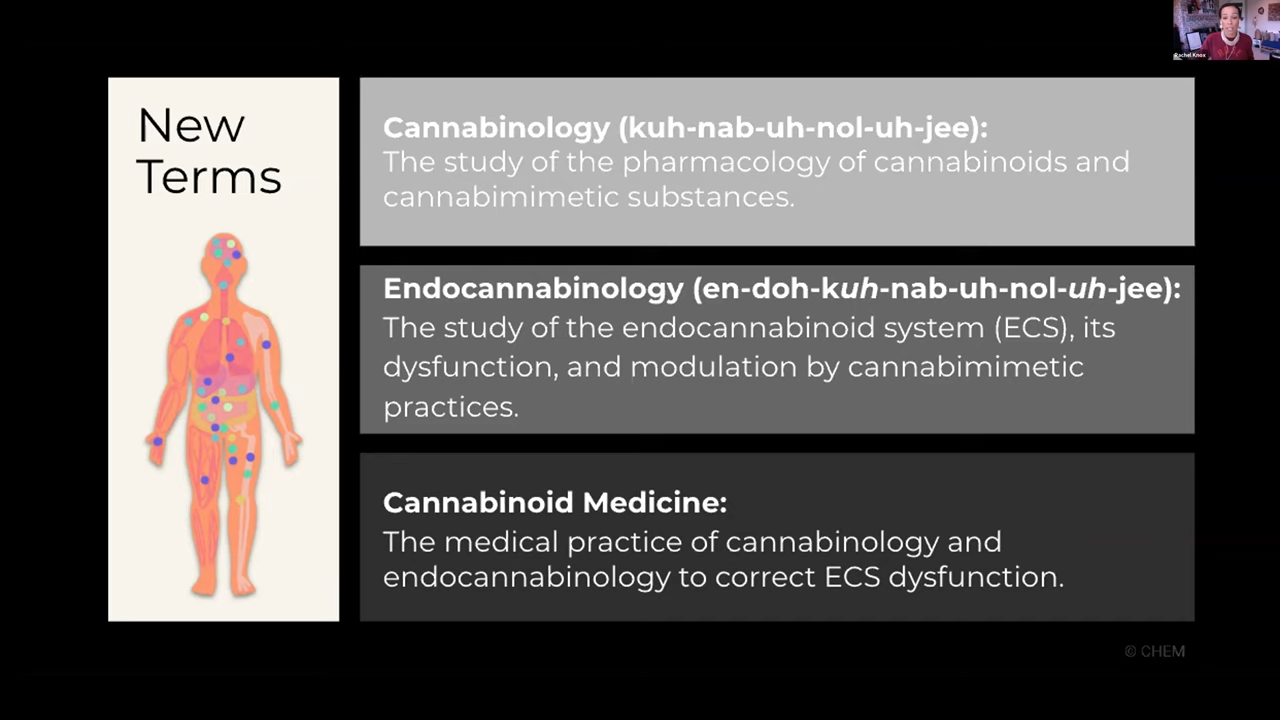 Rachel Knox
New
Terms
Cannabinology (kuh-nab-uh-nol-uh-jee):
The study of the pharmacology of cannabinoids and
cannabimimetic substances.
Endocannabinology (en-doh-kuh-nab-uh-nol-uh-jee):
The study of the endocannabinoid system (ECS), its
dysfunction, and modulation by cannabimimetic
practices.
Cannabinoid Medicine:
The medical practice of cannabinology and
endocannabinology to correct ECS dysfunction.
© CHEM